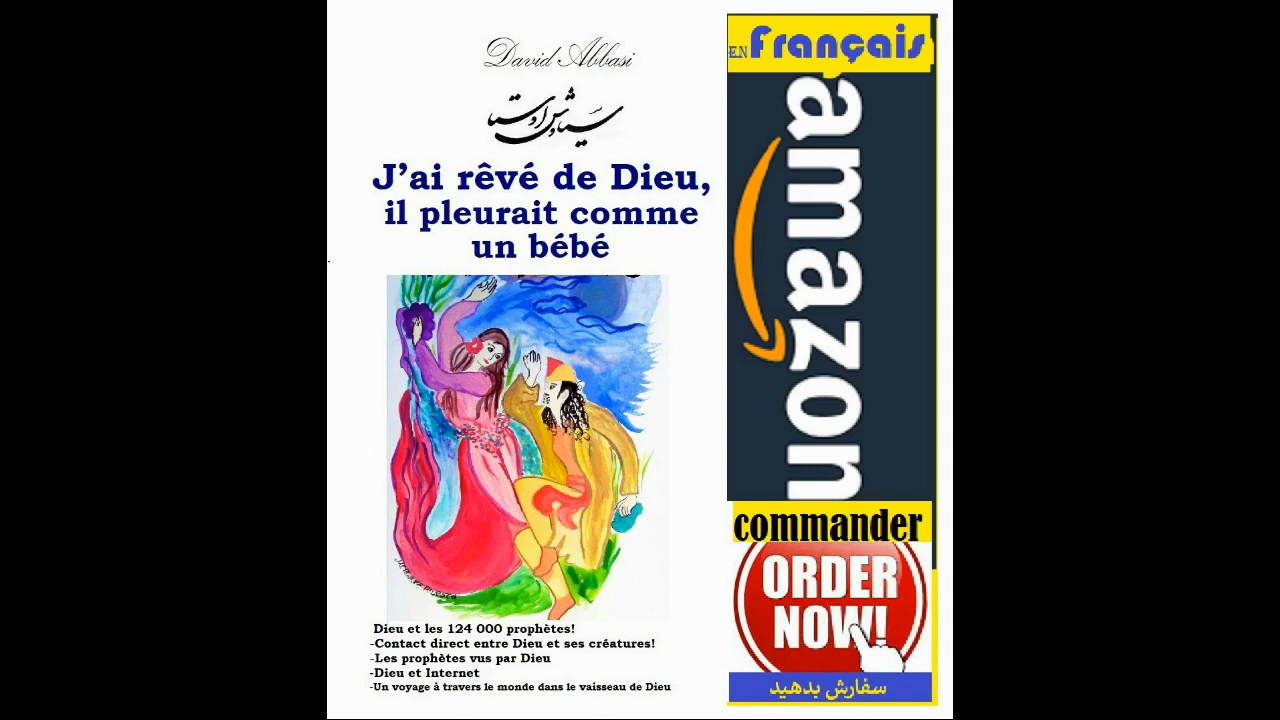 David Abbasi
سیاوش اوستا
J’ai rêvé de Dieu,
il pleurait comme
un bébé
Dieu et les 124 000 prophètes!
-Contact direct entre Dieu et ses créatures!
-Les prophètes vus par Dieu
-Dieu et Internet
-Un voyage à travers le monde dans le vaisseau de Dieu
EN Français
amazon
commander
ORDER
NOW!
سفارش بدهید